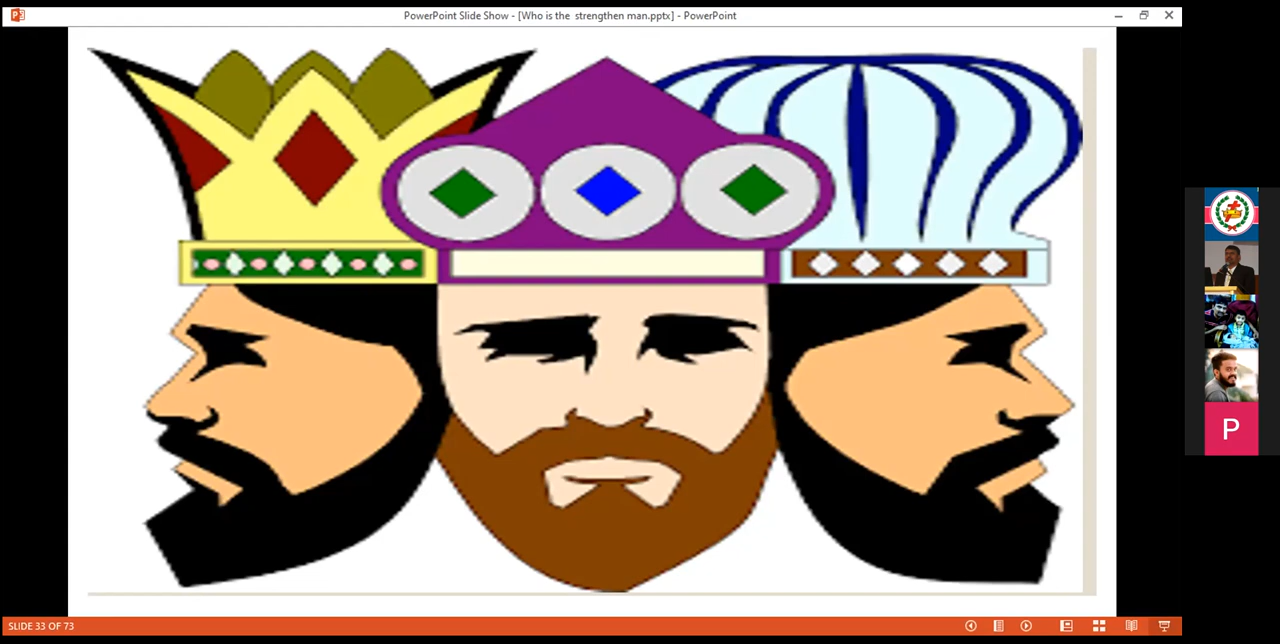 PowerPoint Slide Show - [Who is the  strengthen man.pptx] - PowerPoint
P
SLIDE 33 OF 73